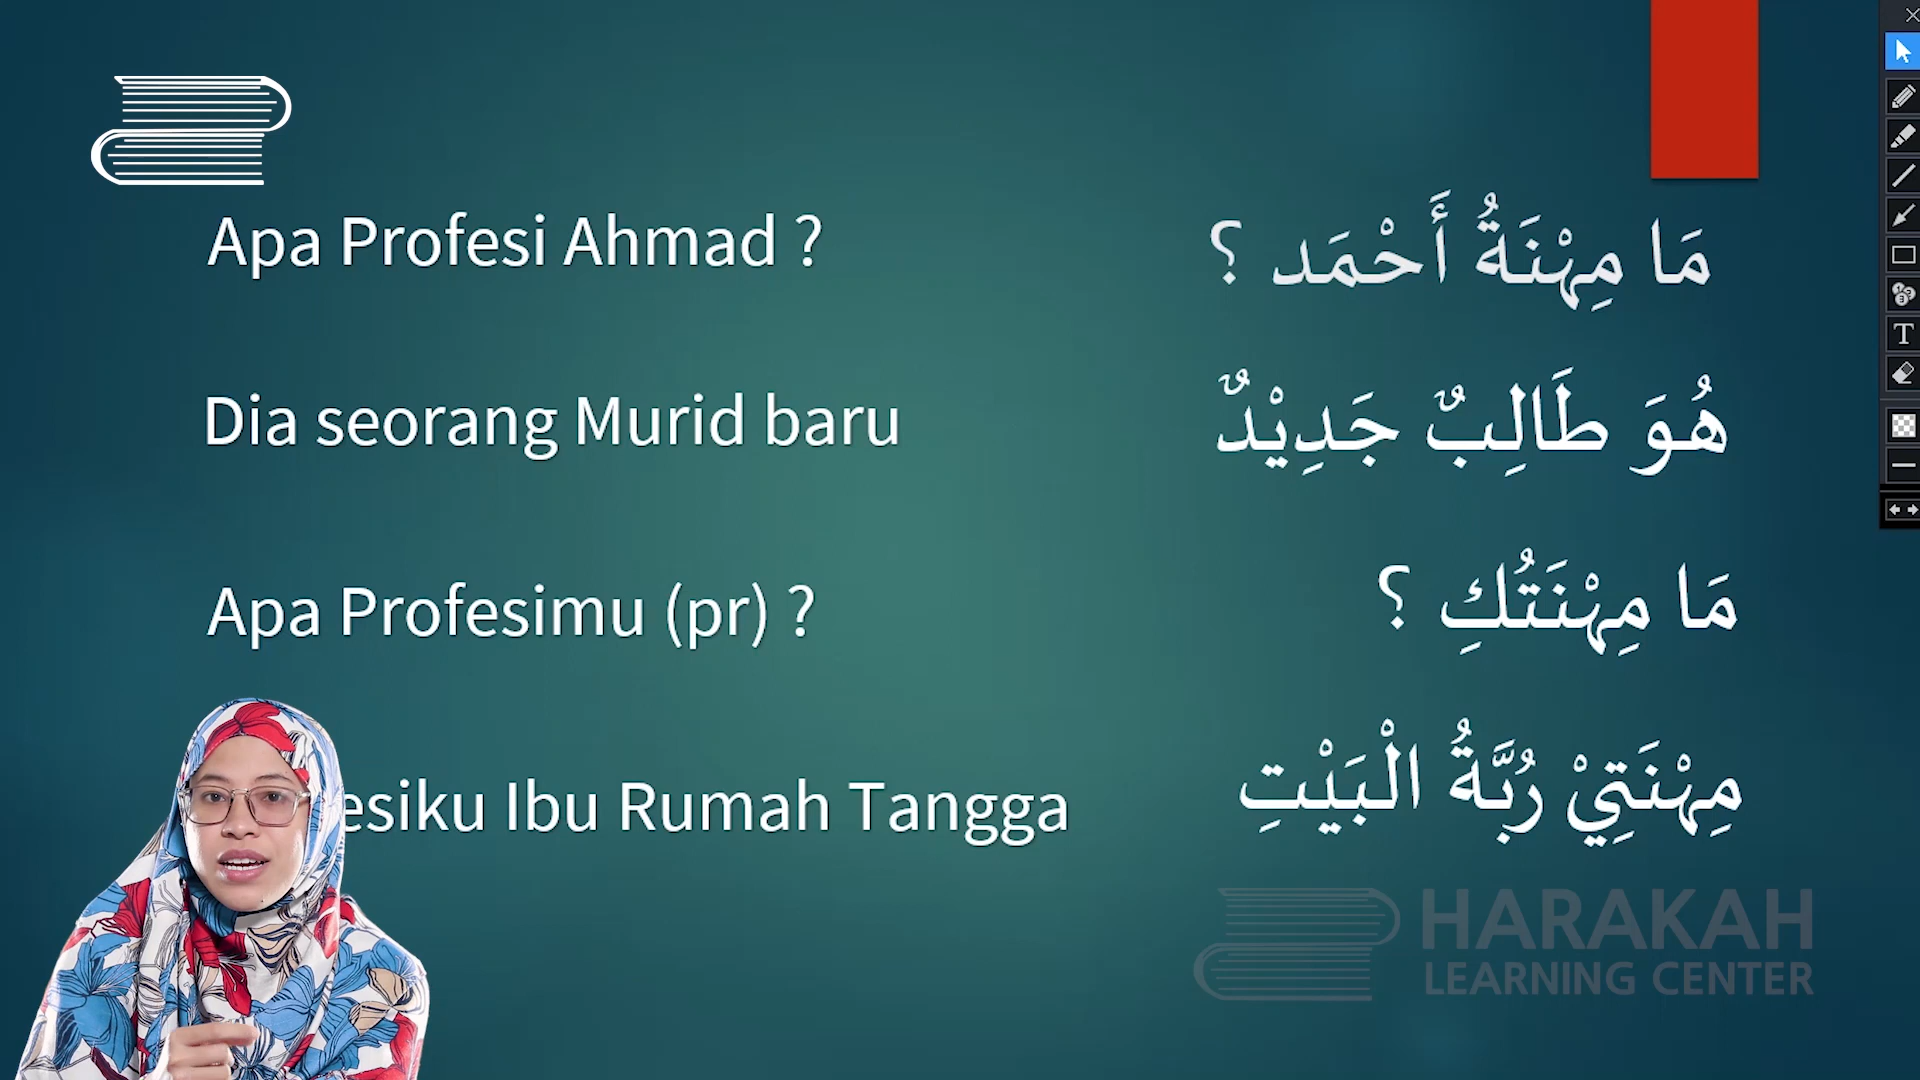 Apa Profesi Ahmad ?
مَا مِهْنَةُ أَحْمَد ؟
Dia seorang Murid baru
هُوَ طَالِبٌ جَدِيْدٌ
Apa Profesimu (pr) ?
مَا مِهْنَتُكِ ؟
esiku Ibu Rumah Tangga
مِهْنَتِيْ رُبَّةُ الْبَيْتِ
HARAKAH
LEARNING CENTER